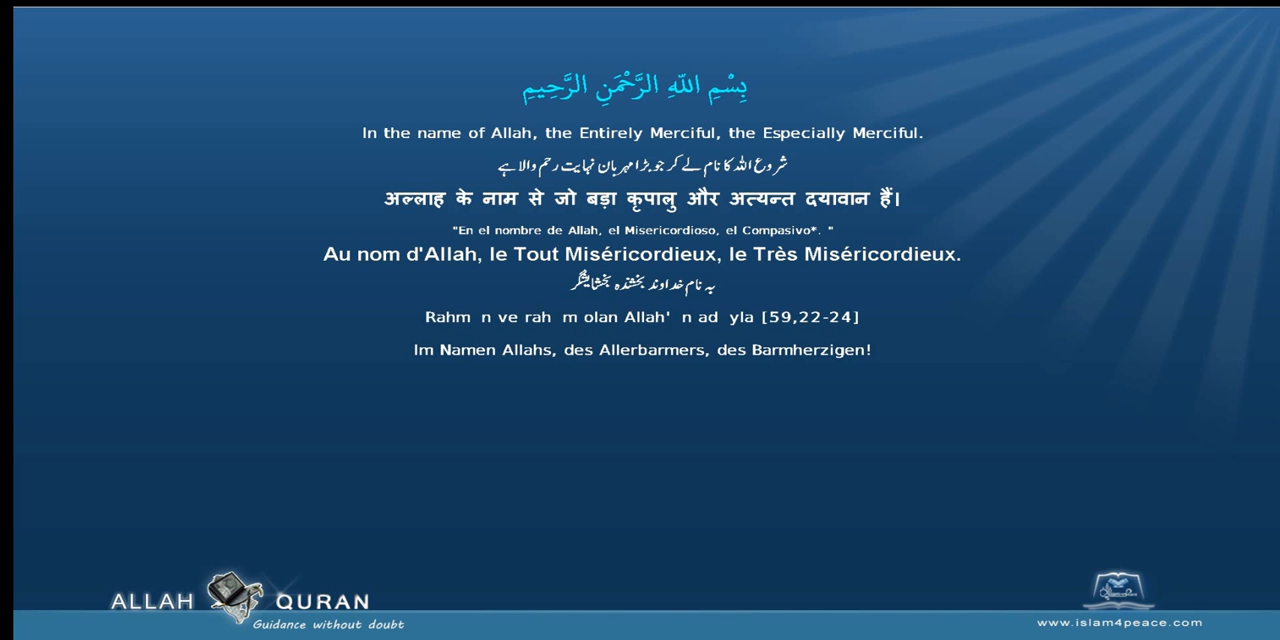 بِسْمِ اللّهِ الرَّحْمَنِ الرَّحِيمِ
In the name of Allah, the Entirely Merciful, the Especially Merciful.
شروع اللہ کا نام لے کر جو بڑا مہربان نہایت رحم والا ہے
अल्लाह के नाम से जो बड़ा कृपालु और अत्यन्त दयावान हैं।
"En el nombre de Allah, el Misericordioso, el Compasivo*. "
Au nom d'Allah, le Tout Miséricordieux, le Très Miséricordieux.
به نام خداوند بخشنده بخشایشگر
Rahm n ve rah m olan Allah' n ad yla [59,22-24]
Im Namen Allahs, des Allerbarmers, des Barmherzigen!
ALLAH QURAN
Guidance without doubt
www.islam4peace.com